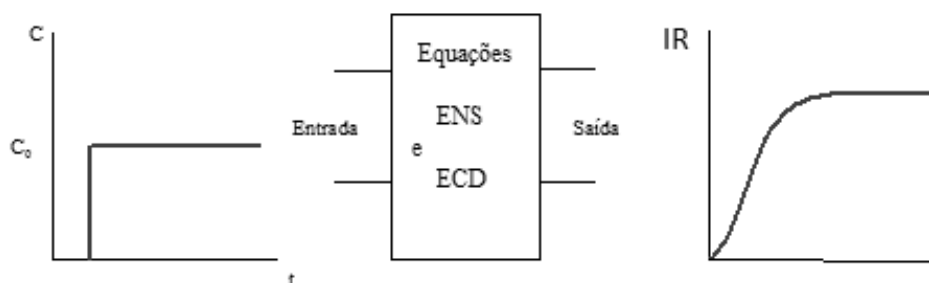 C
C₀
t
Entrada
Equações
ENS
e
ECD
Saída
IR